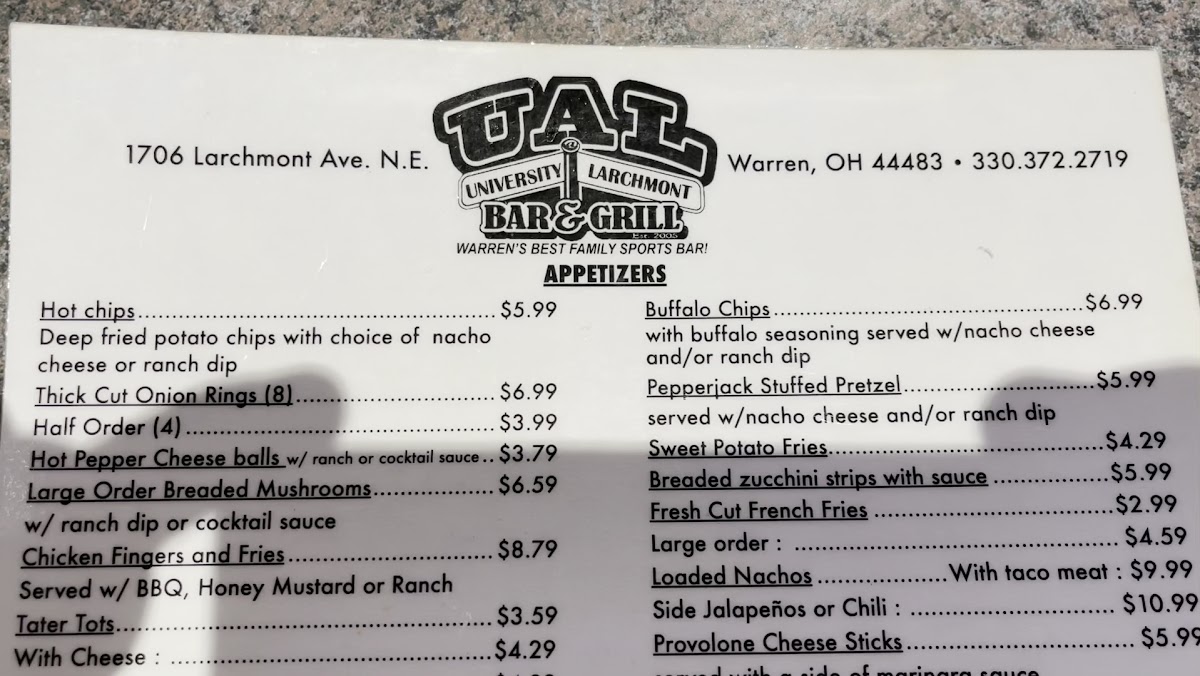 1706 Larchmont Ave. N.E.
UAL
@
UNIVERSITY LARCHMONT
BAR & GRILL
Est. 2005
WARREN'S BEST FAMILY SPORTS BAR!
Warren, OH 44483 • 330.372.2719
APPETIZERS
Hot chips.......... $5.99
Deep fried potato chips with choice of nacho
cheese or ranch dip
Thick Cut Onion Rings (8).......... $6.99
Half Order (4).......... $3.99
Hot Pepper Cheese balls w/ ranch or cocktail sauce.. $3.79
Large Order Breaded Mushrooms.......... $6.59
w/ ranch dip or cocktail sauce
Chicken Fingers and Fries.......... $8.79
Served w/ BBQ, Honey Mustard or Ranch
Tater Tots.......... $3.59
With Cheese : .......... $4.29
Buffalo Chips.......... $6.99
with buffalo seasoning served w/nacho cheese
and/or ranch dip
Pepperjack Stuffed Pretzel.......... $5.99
served w/nacho cheese and/or ranch dip
Sweet Potato Fries.......... $4.29
Breaded zucchini strips with sauce .......... $5.99
Fresh Cut French Fries .......... $2.99
Large order : .......... $4.59
Loaded Nachos .......... With taco meat : $9.99
Side Jalapeños or Chili : .......... $10.99
Provolone Cheese Sticks.......... $5.99
served with a side of marinara sauce